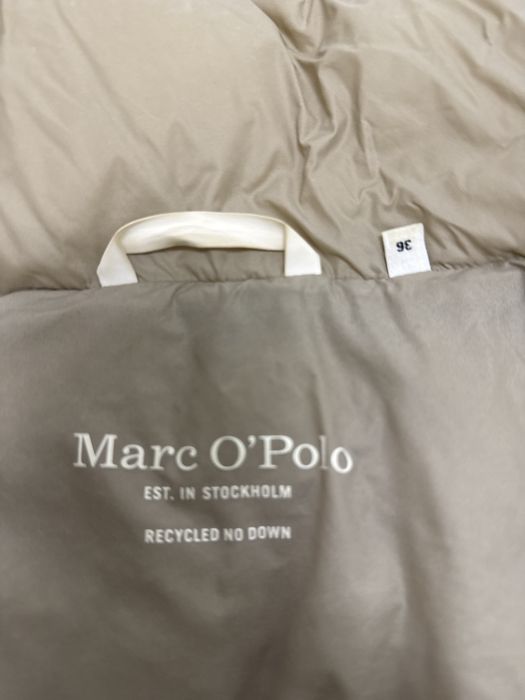 36
Marc O'Polo
EST. IN STOCKHOLM
RECYCLED NO DOWN